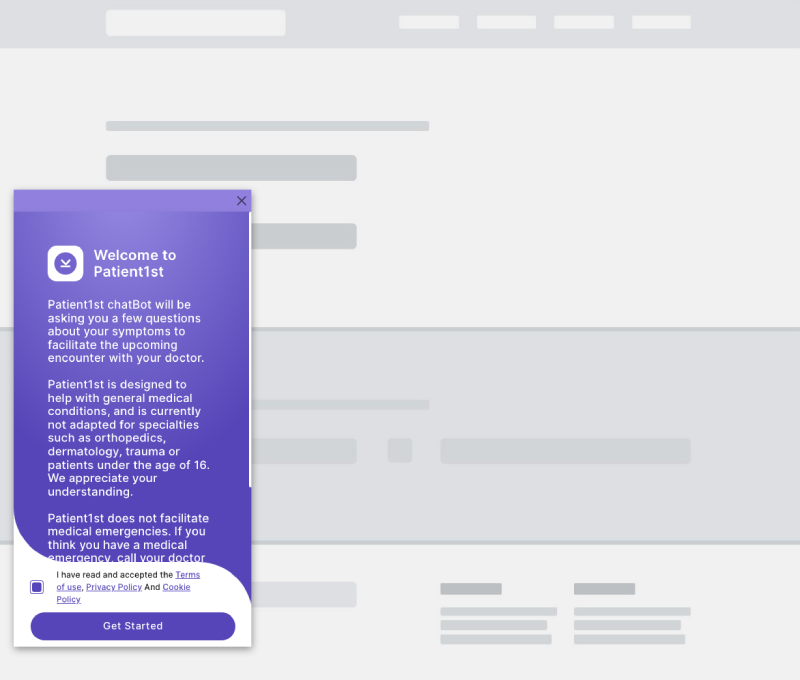 Welcome to
Patient1st
Patient1st chatBot will be
asking you a few questions
about your symptoms to
facilitate the upcoming
encounter with your doctor.
Patient1st is designed to
help with general medical
conditions, and is currently
not adapted for specialties
such as orthopedics,
dermatology, trauma or
patients under the age of 16.
We appreciate your
understanding.
Patient1st does not facilitate
medical emergencies. If you
think you have a medical
emergency, call your doctor
I have read and accepted the Terms
of use, Privacy Policy And Cookie
Policy
Get Started